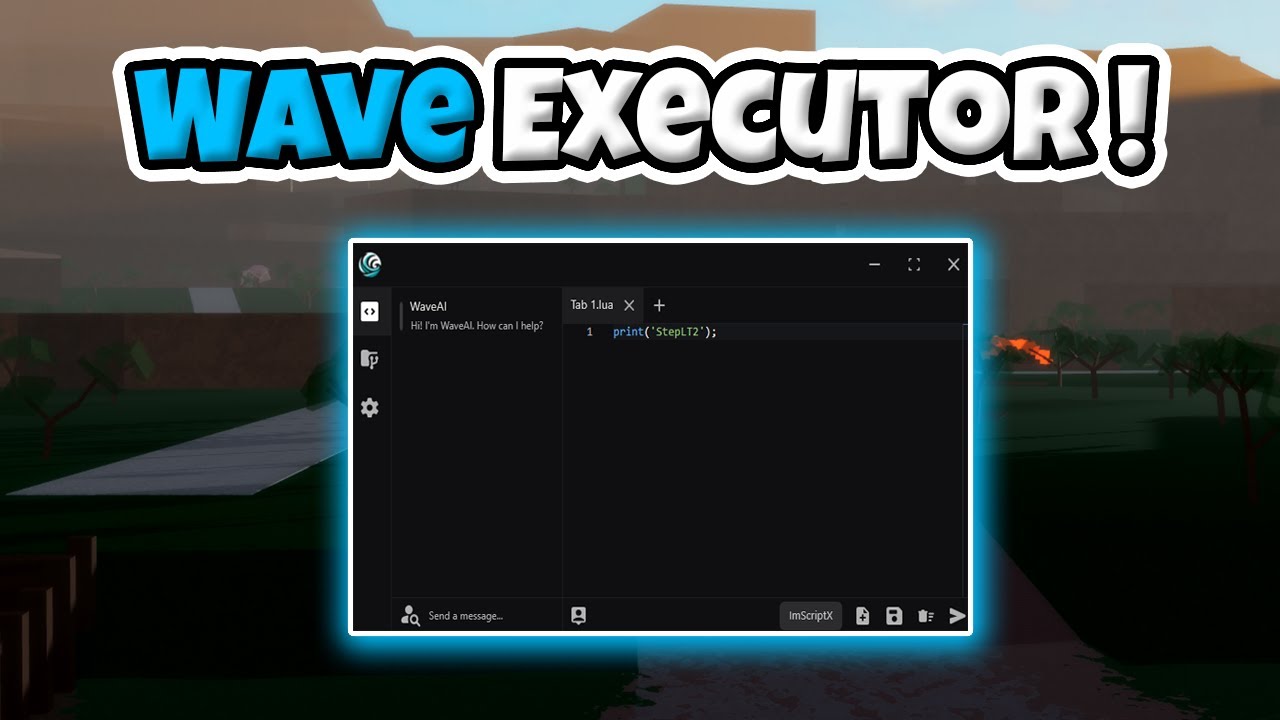 WAVE EXECUTOR!
WaveAI
Hi! I'm WaveAI. How can I help?
Tab 1.lua
1 print('StepLT2');
Send a message...
ImScriptX